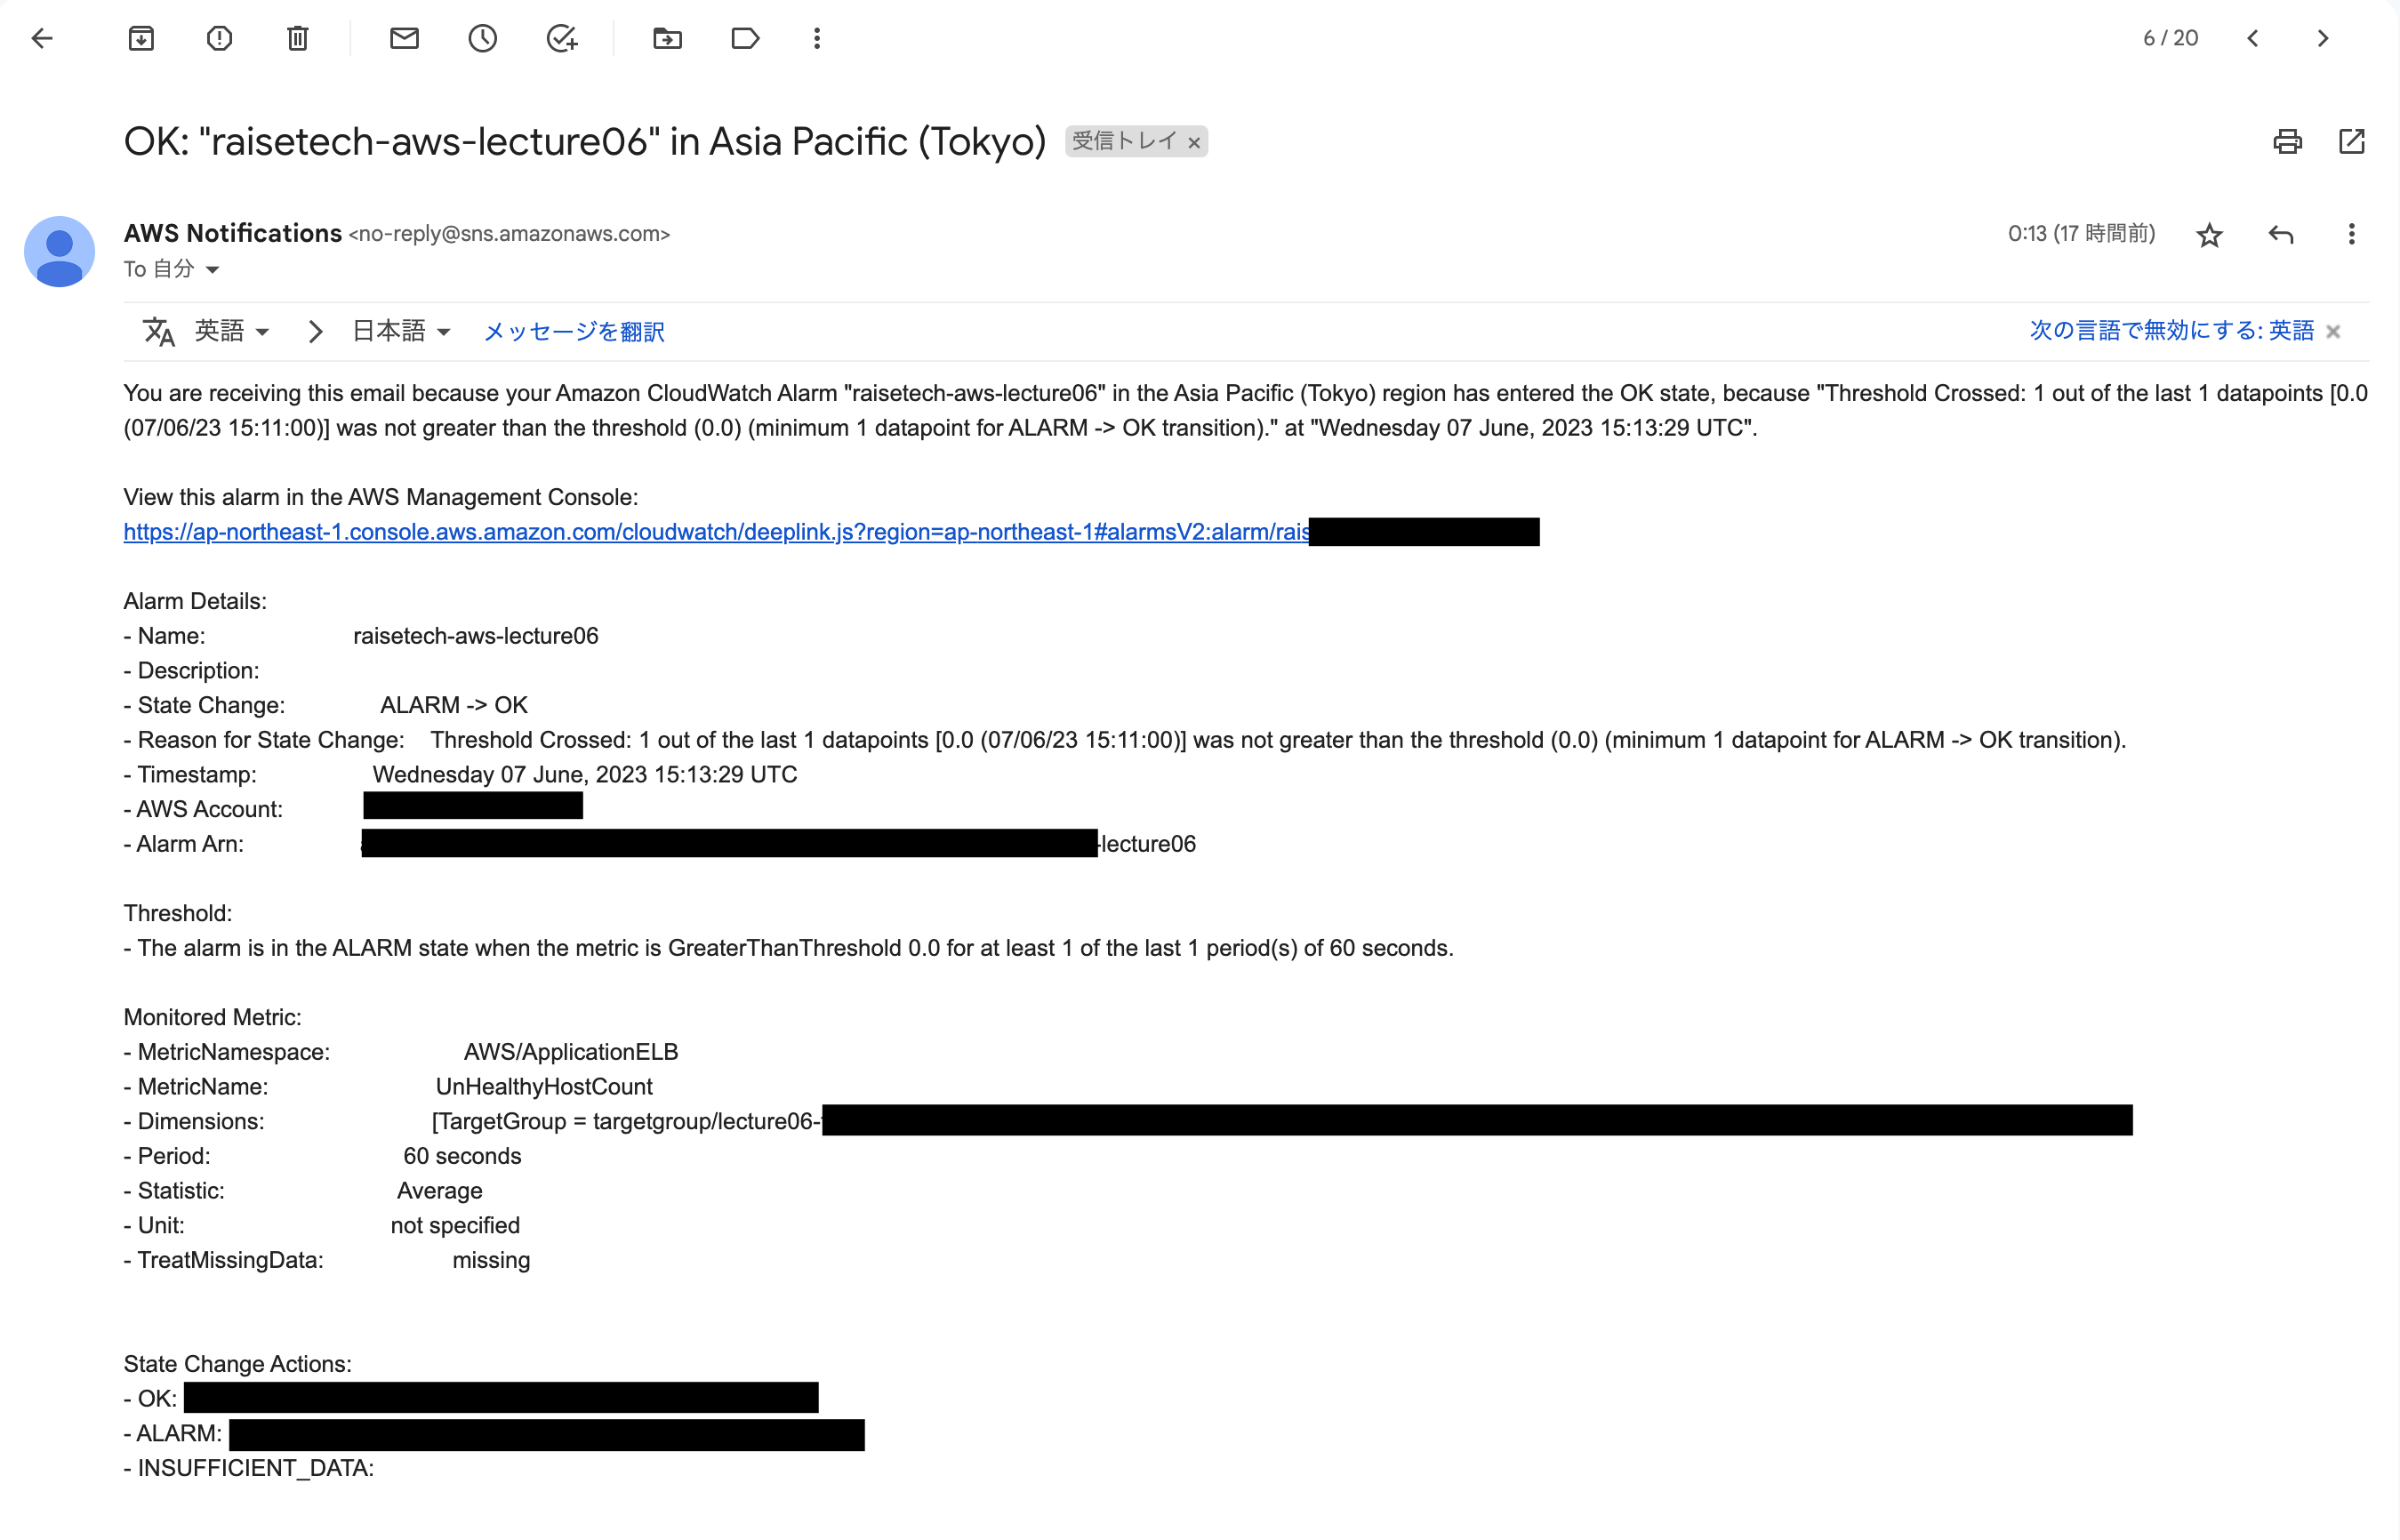 6 / 20
OK: "raisetech-aws-lecture06" in Asia Pacific (Tokyo) 受信トレイ ×
AWS Notifications <no-reply@sns.amazonaws.com> 0:13 (17 時間前)
To 自分
英語 日本語 メッセージを翻訳 次の言語で無効にする: 英語 ×
You are receiving this email because your Amazon CloudWatch Alarm "raisetech-aws-lecture06" in the Asia Pacific (Tokyo) region has entered the OK state, because "Threshold Crossed: 1 out of the last 1 datapoints [0.0
(07/06/23 15:11:00)] was not greater than the threshold (0.0) (minimum 1 datapoint for ALARM -> OK transition)." at "Wednesday 07 June, 2023 15:13:29 UTC".
View this alarm in the AWS Management Console:
https://ap-northeast-1.console.aws.amazon.com/cloudwatch/deeplink.js?region=ap-northeast-1#alarmsV2:alarm/rais
Alarm Details:
- Name: raisetech-aws-lecture06
- Description:
- State Change: ALARM -> OK
- Reason for State Change: Threshold Crossed: 1 out of the last 1 datapoints [0.0 (07/06/23 15:11:00)] was not greater than the threshold (0.0) (minimum 1 datapoint for ALARM -> OK transition).
- Timestamp: Wednesday 07 June, 2023 15:13:29 UTC
- AWS Account:
- Alarm Arn: -lecture06
Threshold:
- The alarm is in the ALARM state when the metric is GreaterThanThreshold 0.0 for at least 1 of the last 1 period(s) of 60 seconds.
Monitored Metric:
- MetricNamespace: AWS/ApplicationELB
- MetricName: UnHealthyHostCount
- Dimensions: [TargetGroup = targetgroup/lecture06-
- Period: 60 seconds
- Statistic: Average
- Unit: not specified
- TreatMissingData: missing
State Change Actions:
- OK:
- ALARM:
- INSUFFICIENT_DATA: